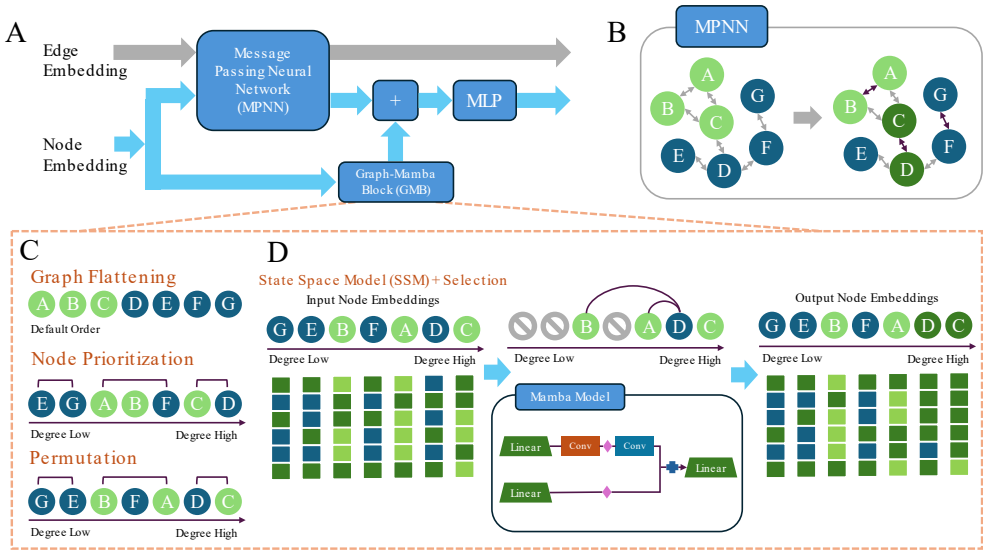 A
Edge
Embedding
Node
Embedding
Message
Passing Neural
Network
(MPNN)
+
MLP
Graph-Mamba
Block (GMB)
B
MPNN
A
B
C
D
E
F
G
A
B
C
D
E
F
G
C
Graph Flattening
A B C D E F G
Default Order
Node Prioritization
E G A B F C D
Degree Low Degree High
Permutation
G E B F A D C
Degree Low Degree High
D
State Space Model (SSM) + Selection
Input Node Embeddings
G E B F A D C
Degree Low Degree High
B A D C
Degree Low Degree High
Mamba Model
Linear Conv Conv Linear
Linear
Output Node Embeddings
G E B F A D C
Degree Low Degree High